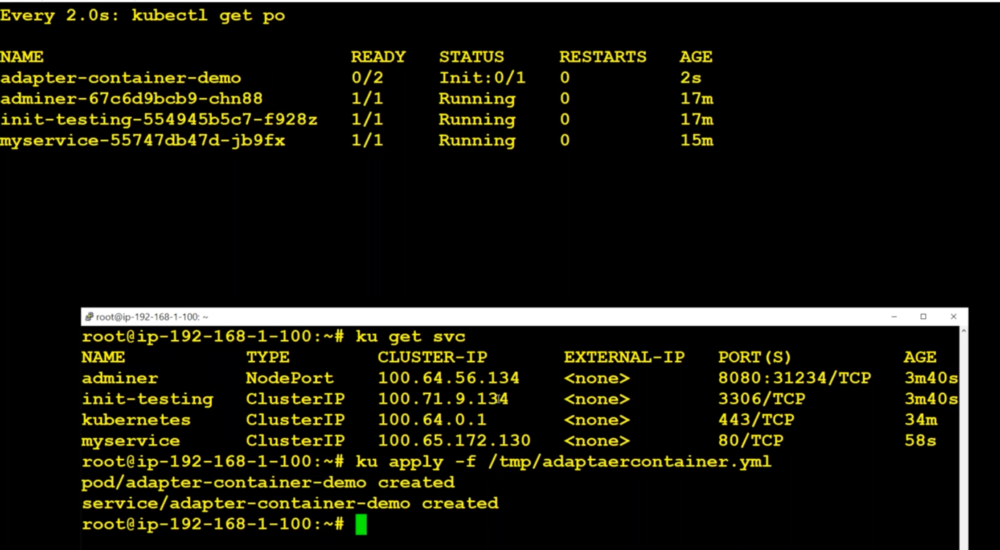 Every 2.0s: kubectl get po
NAME READY STATUS RESTARTS AGE
adapter-container-demo 0/2 Init:0/1 0 2s
adminer-67c6d9bcb9-chn88 1/1 Running 0 17m
init-testing-554945b5c7-f928z 1/1 Running 0 17m
myservice-55747db47d-jb9fx 1/1 Running 0 15m
root@ip-192-168-1-100: ~
root@ip-192-168-1-100:~# ku get svc
NAME TYPE CLUSTER-IP EXTERNAL-IP PORT(S) AGE
adminer NodePort 100.64.56.134 <none> 8080:31234/TCP 3m40s
init-testing ClusterIP 100.71.9.134 <none> 3306/TCP 3m40s
kubernetes ClusterIP 100.64.0.1 <none> 443/TCP 34m
myservice ClusterIP 100.65.172.130 <none> 80/TCP 58s
root@ip-192-168-1-100:~# ku apply -f /tmp/adaptaercontainer.yml
pod/adapter-container-demo created
service/adapter-container-demo created
root@ip-192-168-1-100:~#